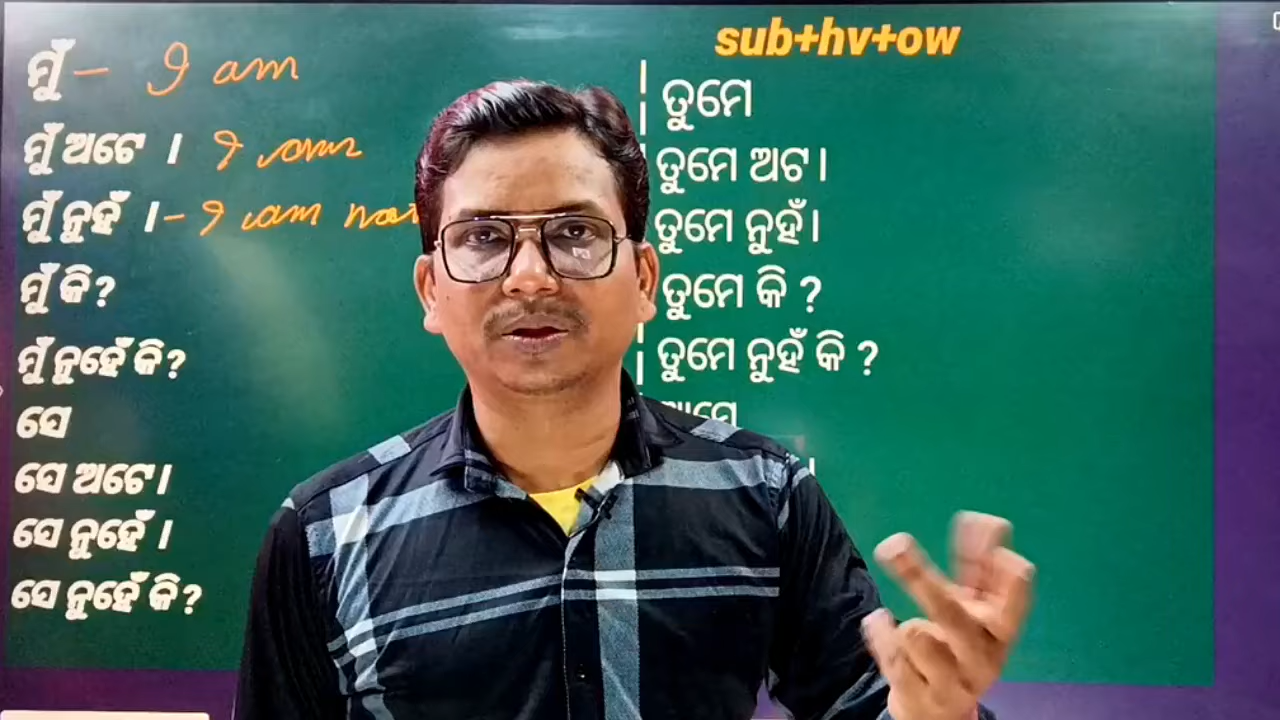 ମୁଁ – I am
ମୁଁ ଅଟେ । I am
ମୁଁ ନୁହଁ । – I am not
ମୁଁ କି?
ମୁଁ ନୁହେଁ କି?
ସେ
ସେ ଅଟେ।
ସେ ନୁହେଁ ।
ସେ ନୁହେଁ କି?
sub+hv+ow
ତୁମେ
ତୁମେ ଅଟ।
ତୁମେ ନୁହଁ।
ତୁମେ କି ?
ତୁମେ ନୁହଁ କି ?